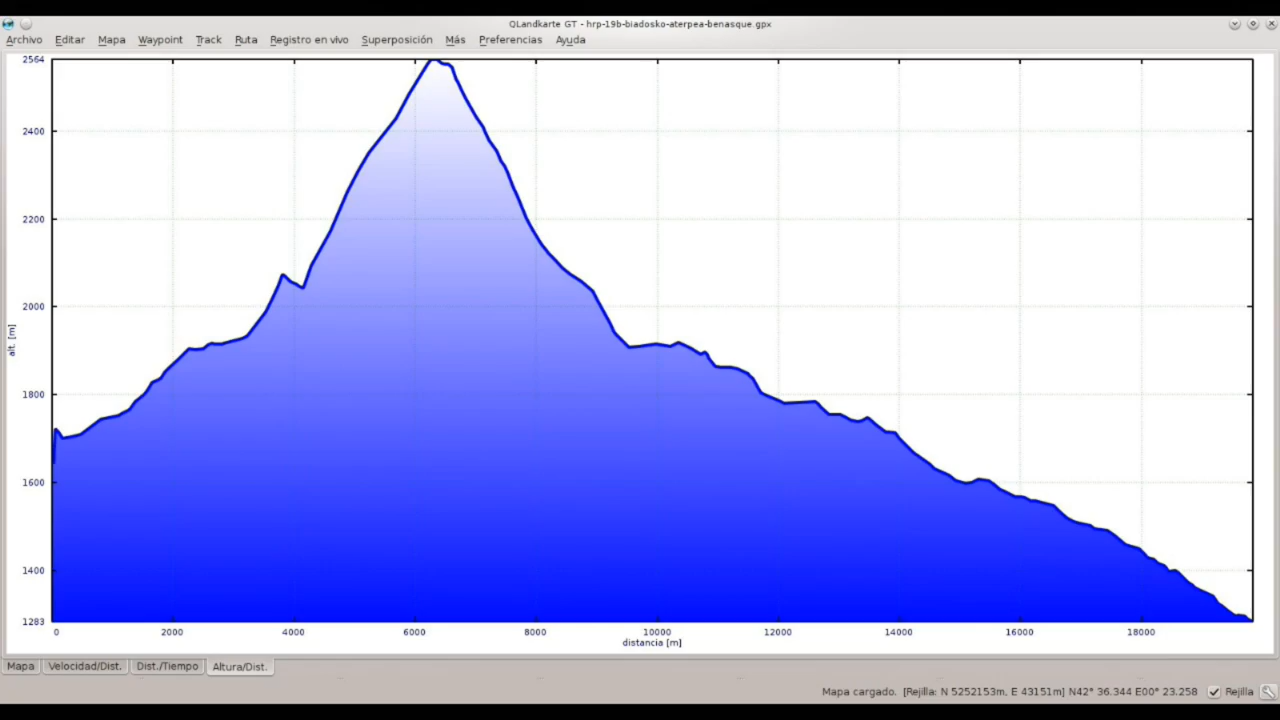 QLandkarte GT - hrp-19b-biadosko-aterpea-benasque.gpx
Archivo Editar Mapa Waypoint Track Ruta Registro en vivo Superposición Más Preferencias Ayuda
2564
2400
2200
2000
alt. [m]
1800
1600
1400
1283
0 2000 4000 6000 8000 10000 12000 14000 16000 18000
distancia [m]
Mapa Velocidad/Dist. Dist./Tiempo Altura/Dist.
Mapa cargado. [Rejilla: N 5252153m, E 43151m] N42° 36.344 E00° 23.258 Rejilla